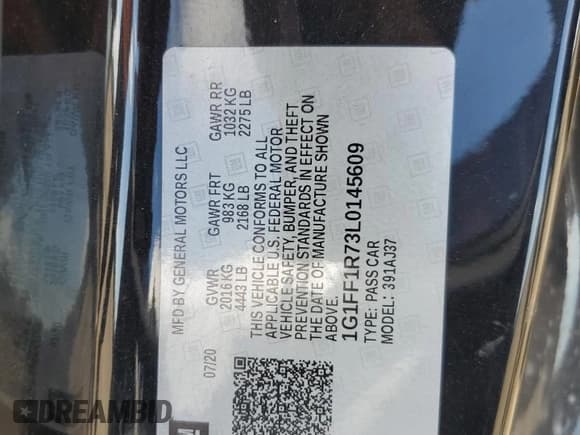 MFD BY GENERAL MOTORS LLC
07/20 GVWR GAWR FRT GAWR RR
2016 KG 983 KG 1032 KG
4443 LB 2168 LB 2275 LB
THIS VEHICLE CONFORMS TO ALL
APPLICABLE U.S. FEDERAL MOTOR
VEHICLE SAFETY, BUMPER, AND THEFT
PREVENTION STANDARDS IN EFFECT ON
THE DATE OF MANUFACTURE SHOWN
ABOVE.
1G1FF1R73L0145609
TYPE: PASS CAR
MODEL: 391AJ37
DREAMBID